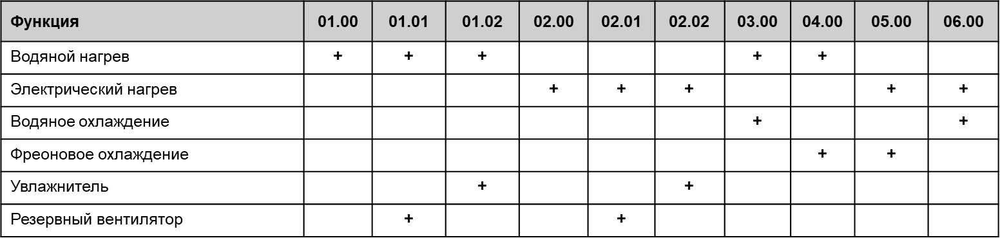 Функция 01.00 01.01 01.02 02.00 02.01 02.02 03.00 04.00 05.00 06.00
Водяной нагрев + + + + +
Электрический нагрев + + + + +
Водяное охлаждение + +
Фреоновое охлаждение + +
Увлажнитель + +
Резервный вентилятор + +